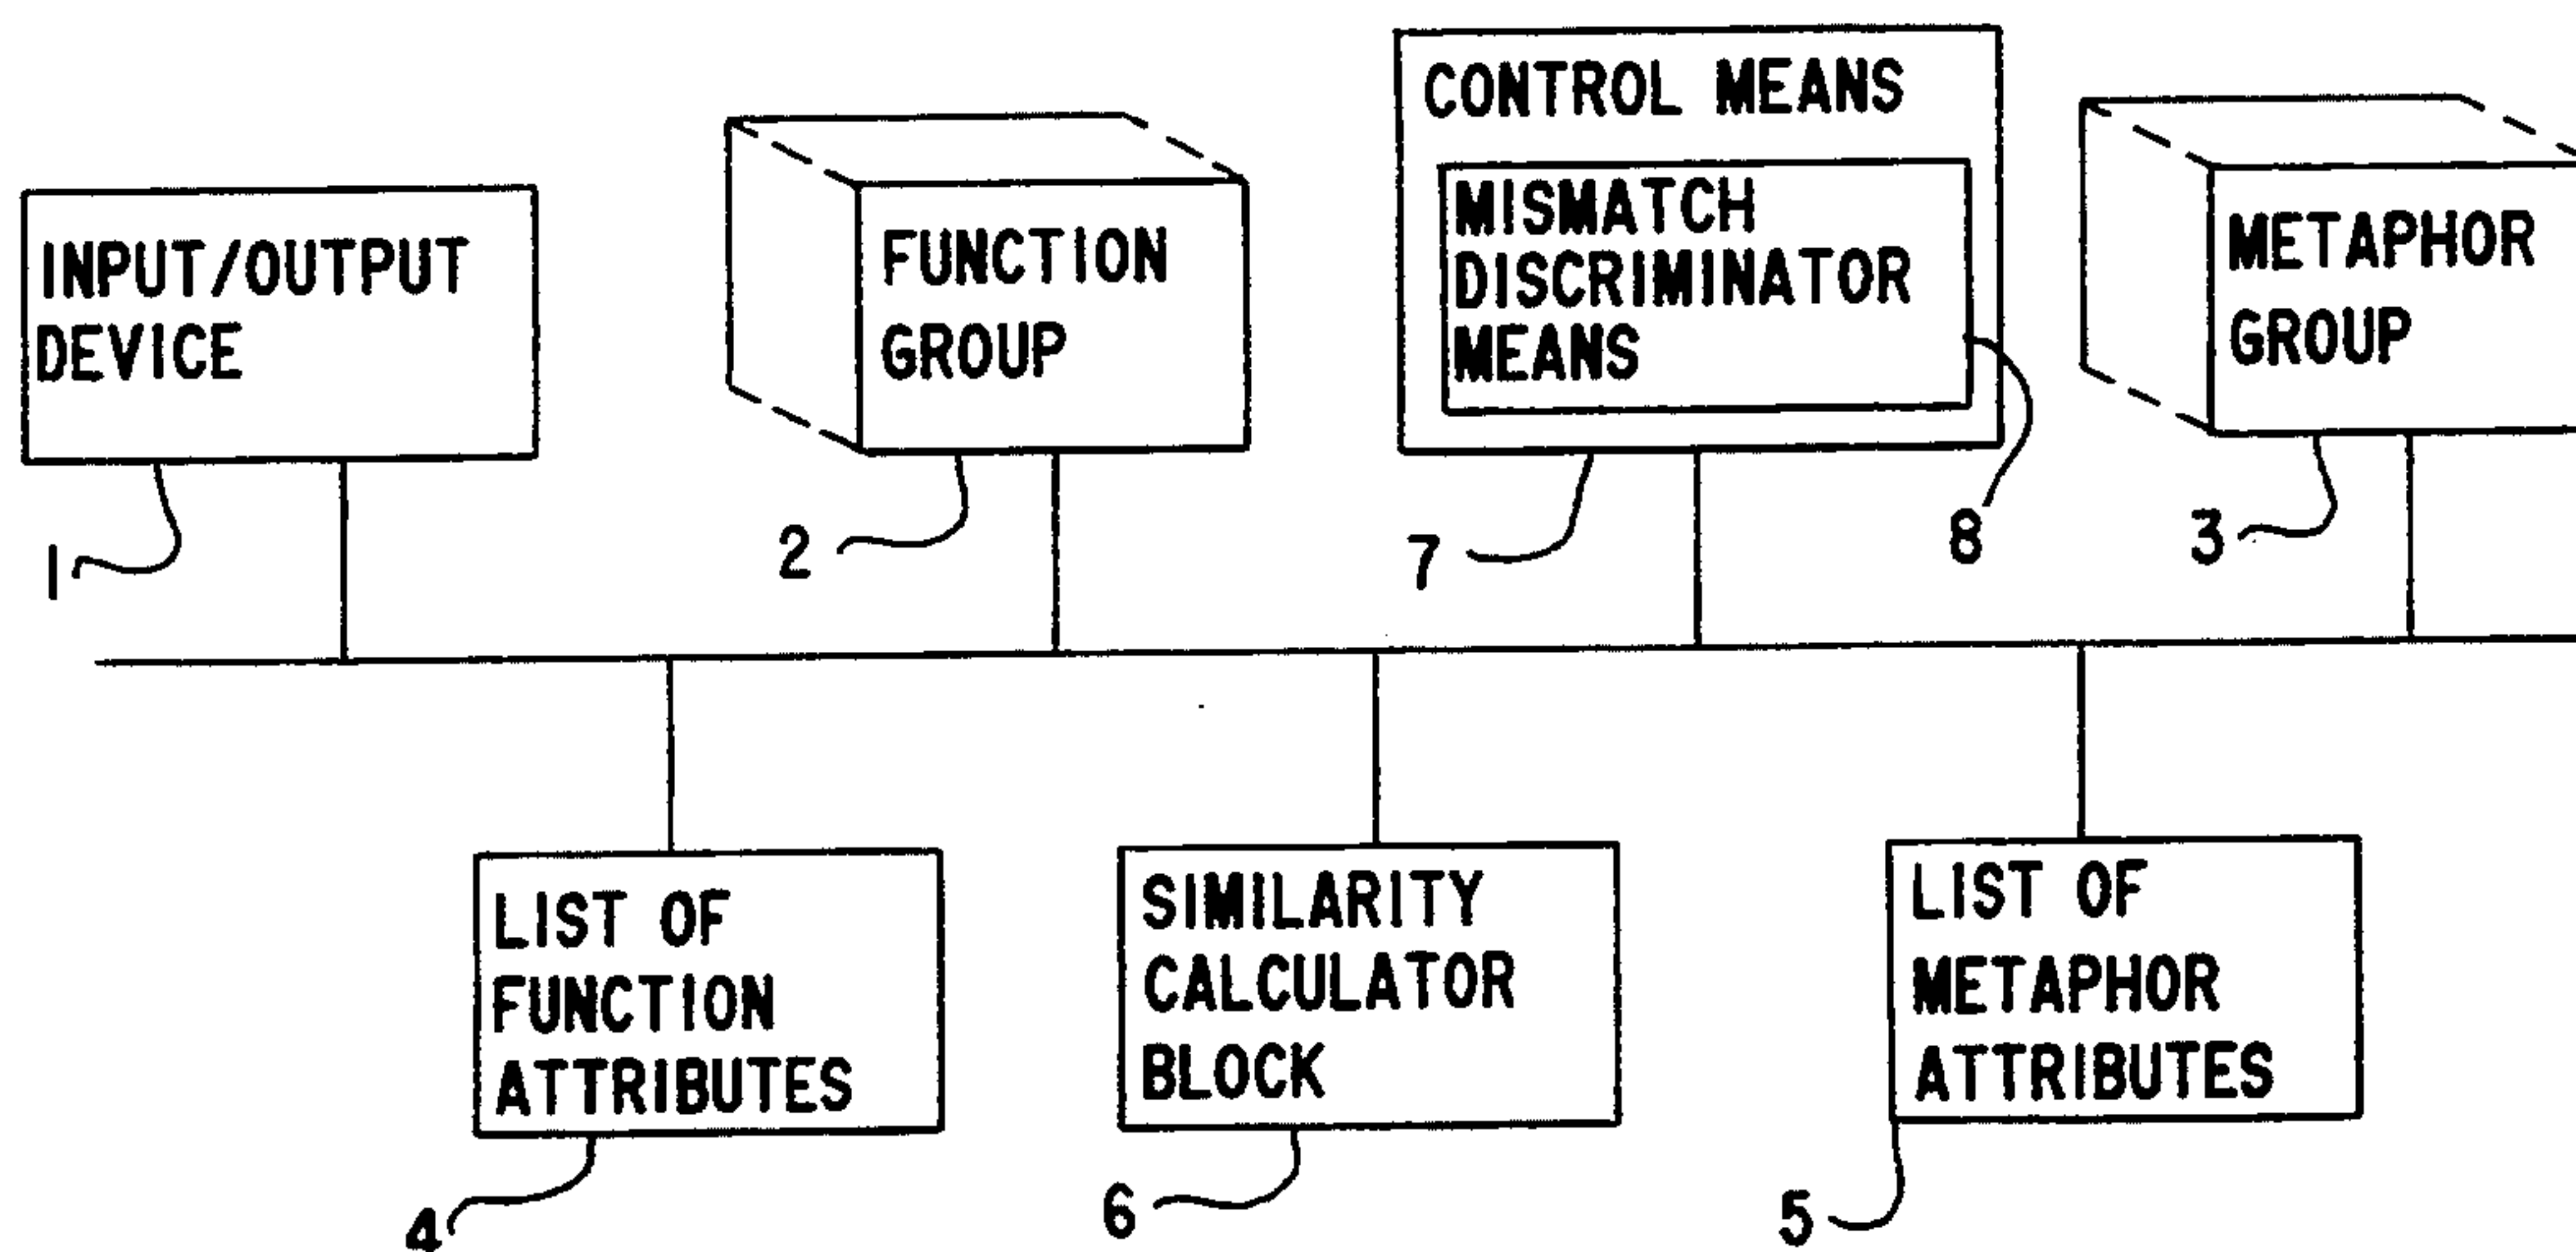 INPUT/OUTPUT
DEVICE
1
FUNCTION
GROUP
2
CONTROL MEANS
MISMATCH
DISCRIMINATOR
MEANS
7
8
METAPHOR
GROUP
3
LIST OF
FUNCTION
ATTRIBUTES
4
SIMILARITY
CALCULATOR
BLOCK
6
LIST OF
METAPHOR
ATTRIBUTES
5